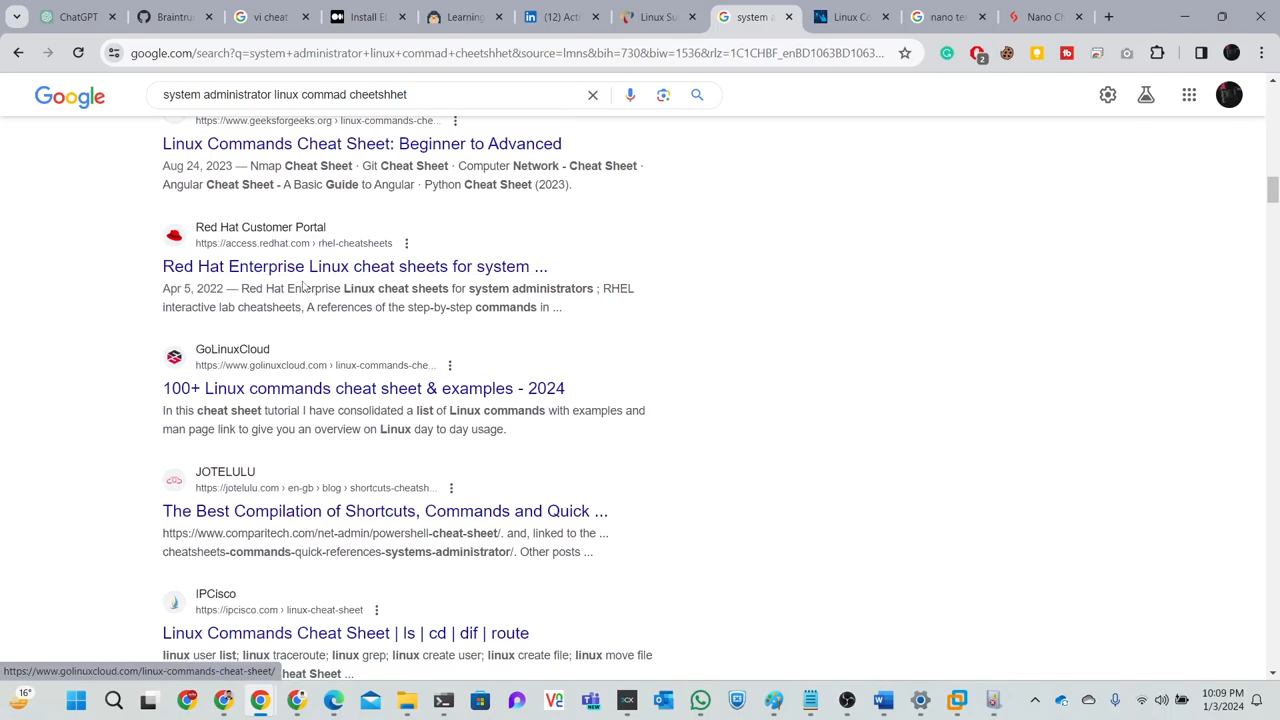 ChatGPT
Video cheat
Install El
Learning
(12) Acti
Linux Su
system a
Linux Co
nano te
Nano Ch
google.com/search?q=system+administrator+linux+commad+cheetshhet&source=lmns&bih=730&biw=1536&rlz=1C1CHBF_enBD1063BD1063...
2
Google
system administrator linux commad cheetshhet
https://www.geeksforgeeks.org › linux-commands-che...
Linux Commands Cheat Sheet: Beginner to Advanced
Aug 24, 2023 — Nmap Cheat Sheet · Git Cheat Sheet · Computer Network - Cheat Sheet ·
Angular Cheat Sheet - A Basic Guide to Angular · Python Cheat Sheet (2023).
Red Hat Customer Portal
https://access.redhat.com › rhel-cheatsheets
Red Hat Enterprise Linux cheat sheets for system ...
Apr 5, 2022 — Red Hat Enterprise Linux cheat sheets for system administrators ; RHEL
interactive lab cheatsheets, A references of the step-by-step commands in ...
GoLinuxCloud
https://www.golinuxcloud.com › linux-commands-che...
100+ Linux commands cheat sheet & examples - 2024
In this cheat sheet tutorial I have consolidated a list of Linux commands with examples and
man page link to give you an overview on Linux day to day usage.
JOTELULU
https://jotelulu.com › en-gb › blog › shortcuts-cheatsh...
The Best Compilation of Shortcuts, Commands and Quick ...
https://www.comparitech.com/net-admin/powershell-cheat-sheet/. and, linked to the ...
cheatsheets-commands-quick-references-systems-administrator/. Other posts ...
IPCisco
https://ipcisco.com › linux-cheat-sheet
Linux Commands Cheat Sheet | ls | cd | dif | route
linux user list; linux traceroute; linux grep; linux create user; linux create file; linux move file
heat Sheet ...
https://www.golinuxcloud.com/linux-commands-cheat-sheet/
16°
10:09 PM
1/3/2024